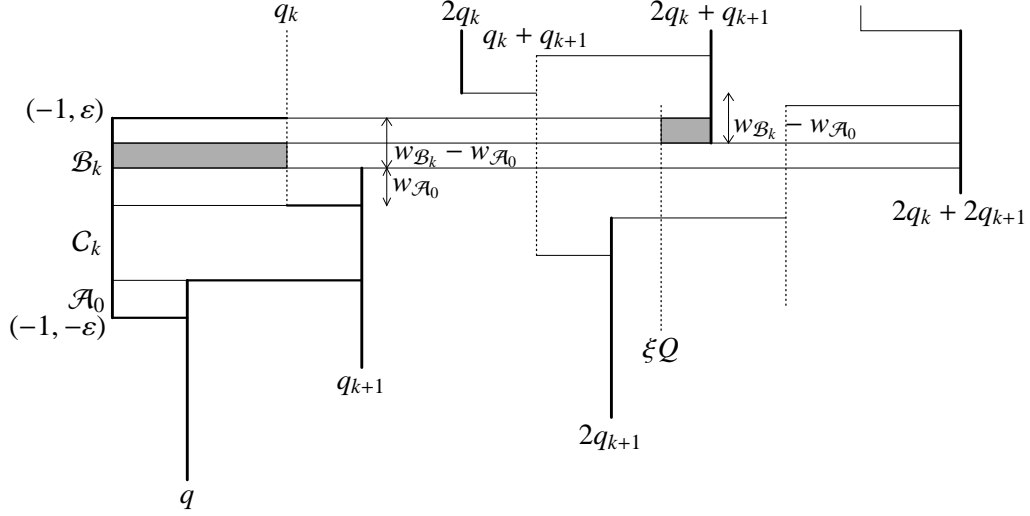 q_k
2q_k
q_k + q_{k+1}
2q_k + q_{k+1}
(−1, ε)
ℬ_k
w_{ℬ_k} − w_{𝒜_0}
w_{ℬ_k} − w_{𝒜_0}
w_{𝒜_0}
2q_k + 2q_{k+1}
𝒞_k
𝒜_0
(−1, −ε)
ξQ
q_{k+1}
2q_{k+1}
q